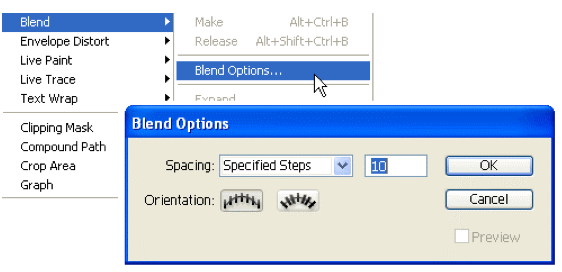 Blend
Make Alt+Ctrl+B
Envelope Distort
Release Alt+Shift+Ctrl+B
Live Paint
Blend Options...
Live Trace
Text Wrap
Expand
Clipping Mask
Compound Path
Crop Area
Graph
Blend Options
Spacing: Specified Steps 10 OK
Orientation: Cancel
Preview